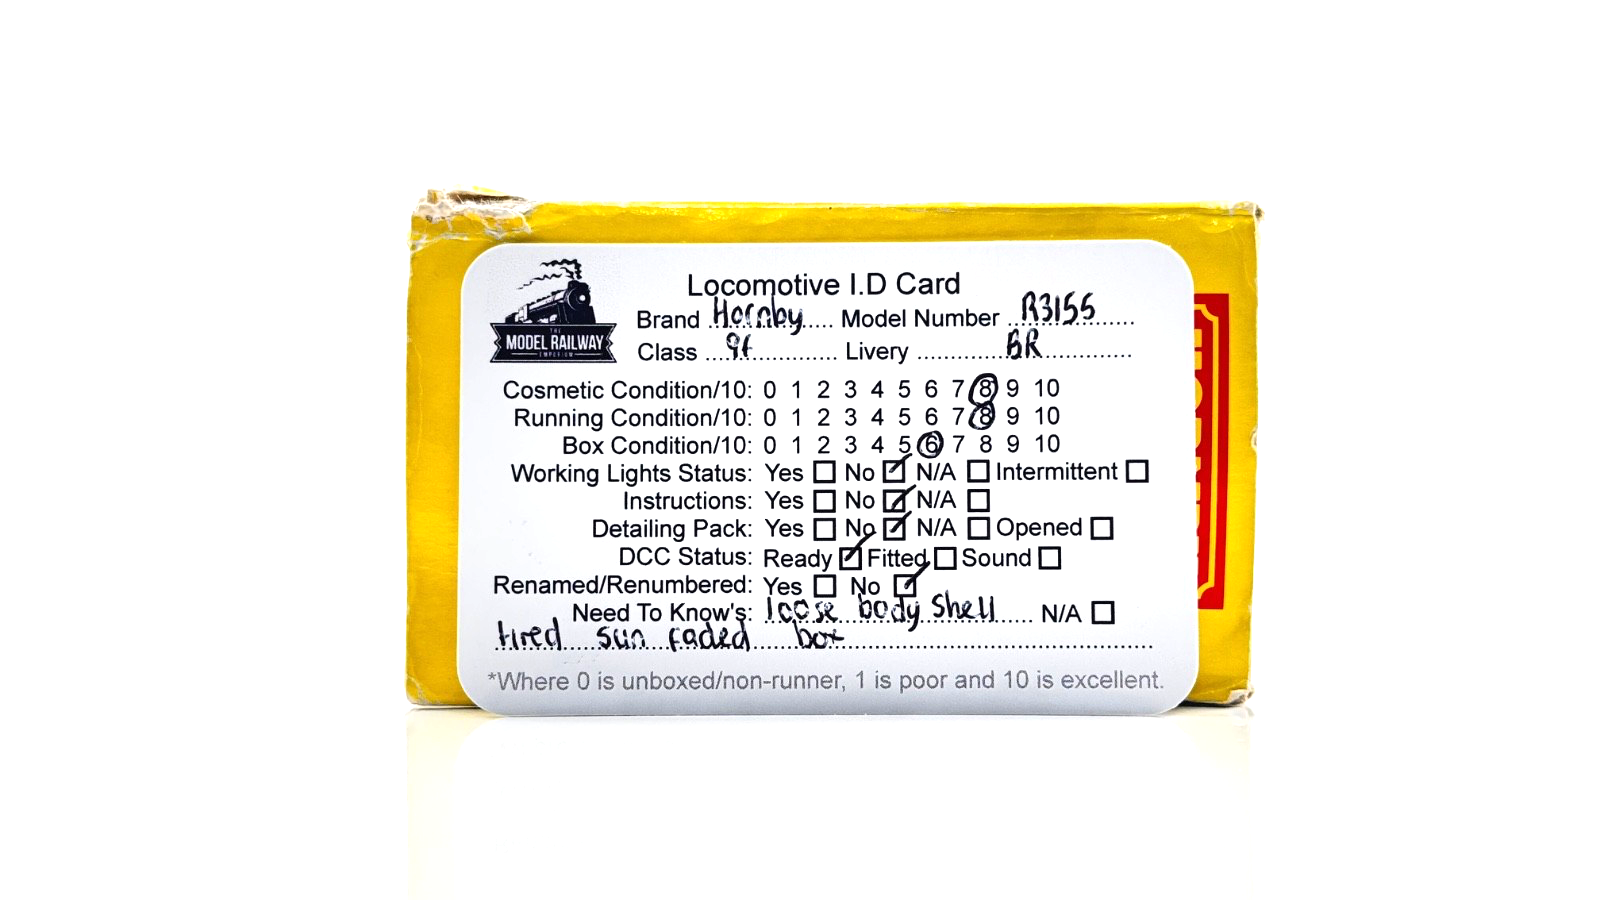 Locomotive I.D Card
THE
MODEL RAILWAY
EMPORIUM
Brand Hornby Model Number R3155
Class 9f Livery BR
Cosmetic Condition/10: 0 1 2 3 4 5 6 7 8 9 10
Running Condition/10: 0 1 2 3 4 5 6 7 8 9 10
Box Condition/10: 0 1 2 3 4 5 6 7 8 9 10
Working Lights Status: Yes No N/A Intermittent
Instructions: Yes No N/A
Detailing Pack: Yes No N/A Opened
DCC Status: Ready Fitted Sound
Renamed/Renumbered: Yes No
Need To Know's: loose body shell N/A
tired sun faded box
*Where 0 is unboxed/non-runner, 1 is poor and 10 is excellent.